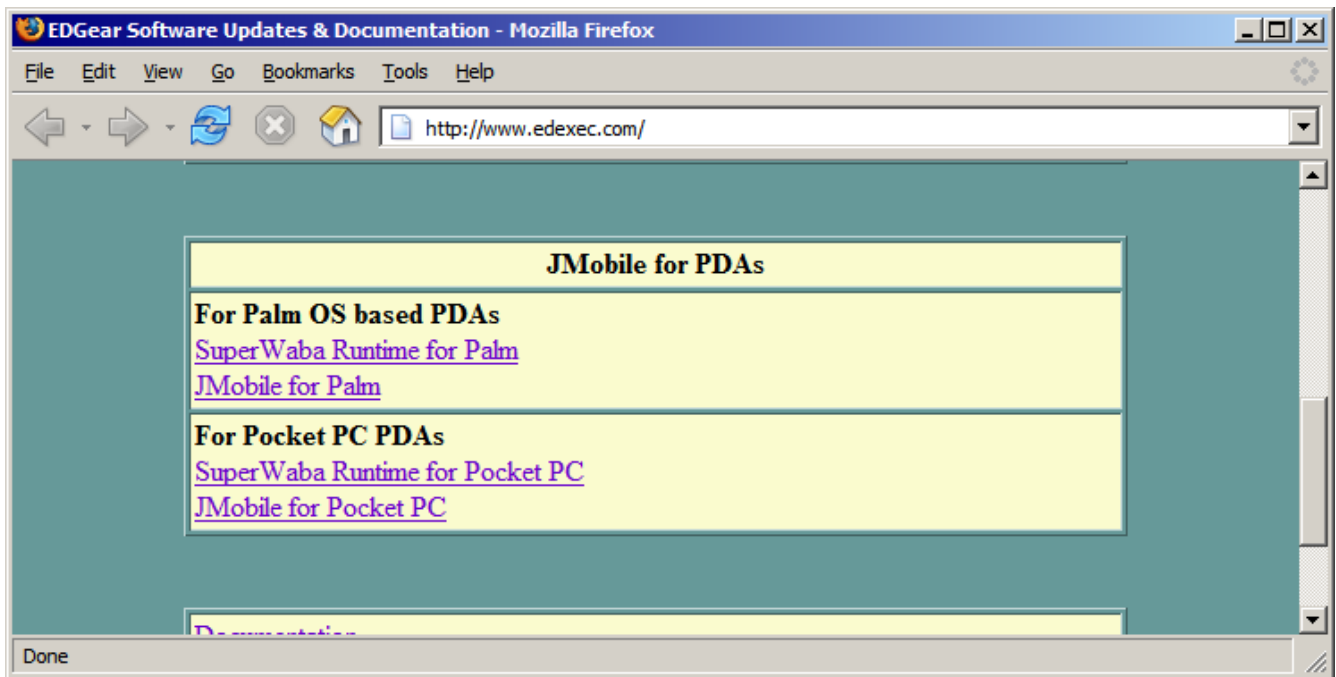 EDGear Software Updates & Documentation - Mozilla Firefox
File Edit View Go Bookmarks Tools Help
http://www.edexec.com/
JMobile for PDAs
For Palm OS based PDAs
SuperWaba Runtime for Palm
JMobile for Palm
For Pocket PC PDAs
SuperWaba Runtime for Pocket PC
JMobile for Pocket PC
Documentation
Done